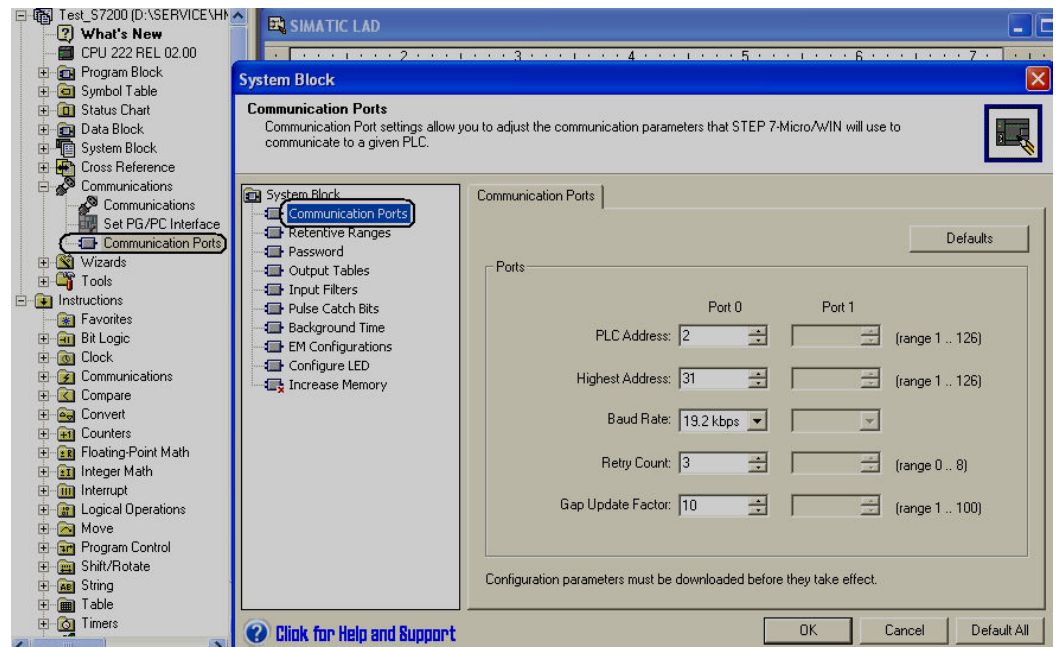 Test_S7200 (D:\SERVICE\HM
What's New
CPU 222 REL 02.00
Program Block
Symbol Table
Status Chart
Data Block
System Block
Cross Reference
Communications
Communications
Set PG/PC Interface
Communication Ports
Wizards
Tools
Instructions
Favorites
Bit Logic
Clock
Communications
Compare
Convert
Counters
Floating-Point Math
Integer Math
Interrupt
Logical Operations
Move
Program Control
Shift/Rotate
String
Table
Timers
SIMATIC LAD
2 3 4 5 6 7
System Block
Communication Ports
Communication Port settings allow you to adjust the communication parameters that STEP 7-Micro/WIN will use to
communicate to a given PLC.
System Block
Communication Ports
Retentive Ranges
Password
Output Tables
Input Filters
Pulse Catch Bits
Background Time
EM Configurations
Configure LED
Increase Memory
Communication Ports
Defaults
Ports
Port 0 Port 1
PLC Address: 2 (range 1 .. 126)
Highest Address: 31 (range 1 .. 126)
Baud Rate: 19.2 kbps
Retry Count: 3 (range 0 .. 8)
Gap Update Factor: 10 (range 1 .. 100)
Configuration parameters must be downloaded before they take effect.
Click for Help and Support
OK Cancel Default All